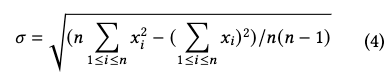 σ = √(n ∑_{1≤i≤n} x_i^2 − (∑_{1≤i≤n} x_i)^2)/n(n − 1) (4)